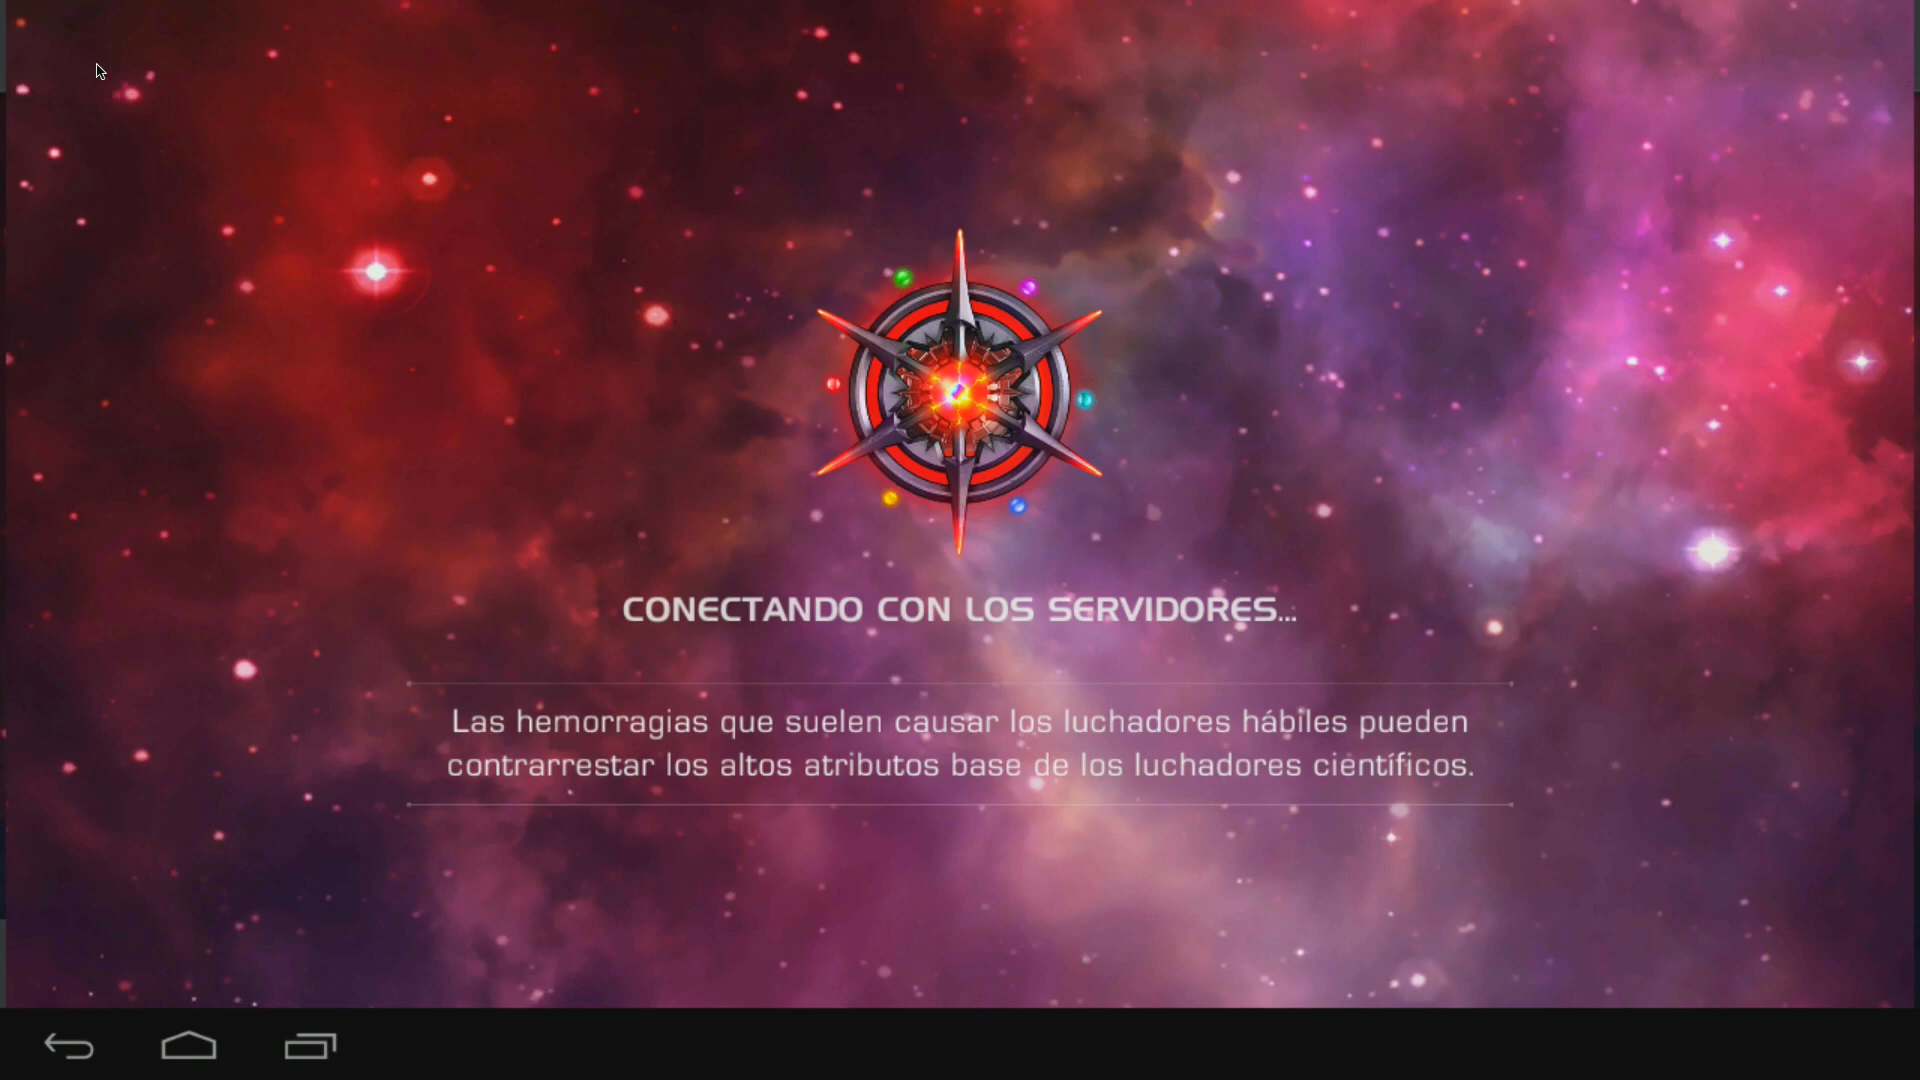 CONECTANDO CON LOS SERVIDORES...
Las hemorragias que suelen causar los luchadores hábiles pueden
contrarrestar los altos atributos base de los luchadores científicos.